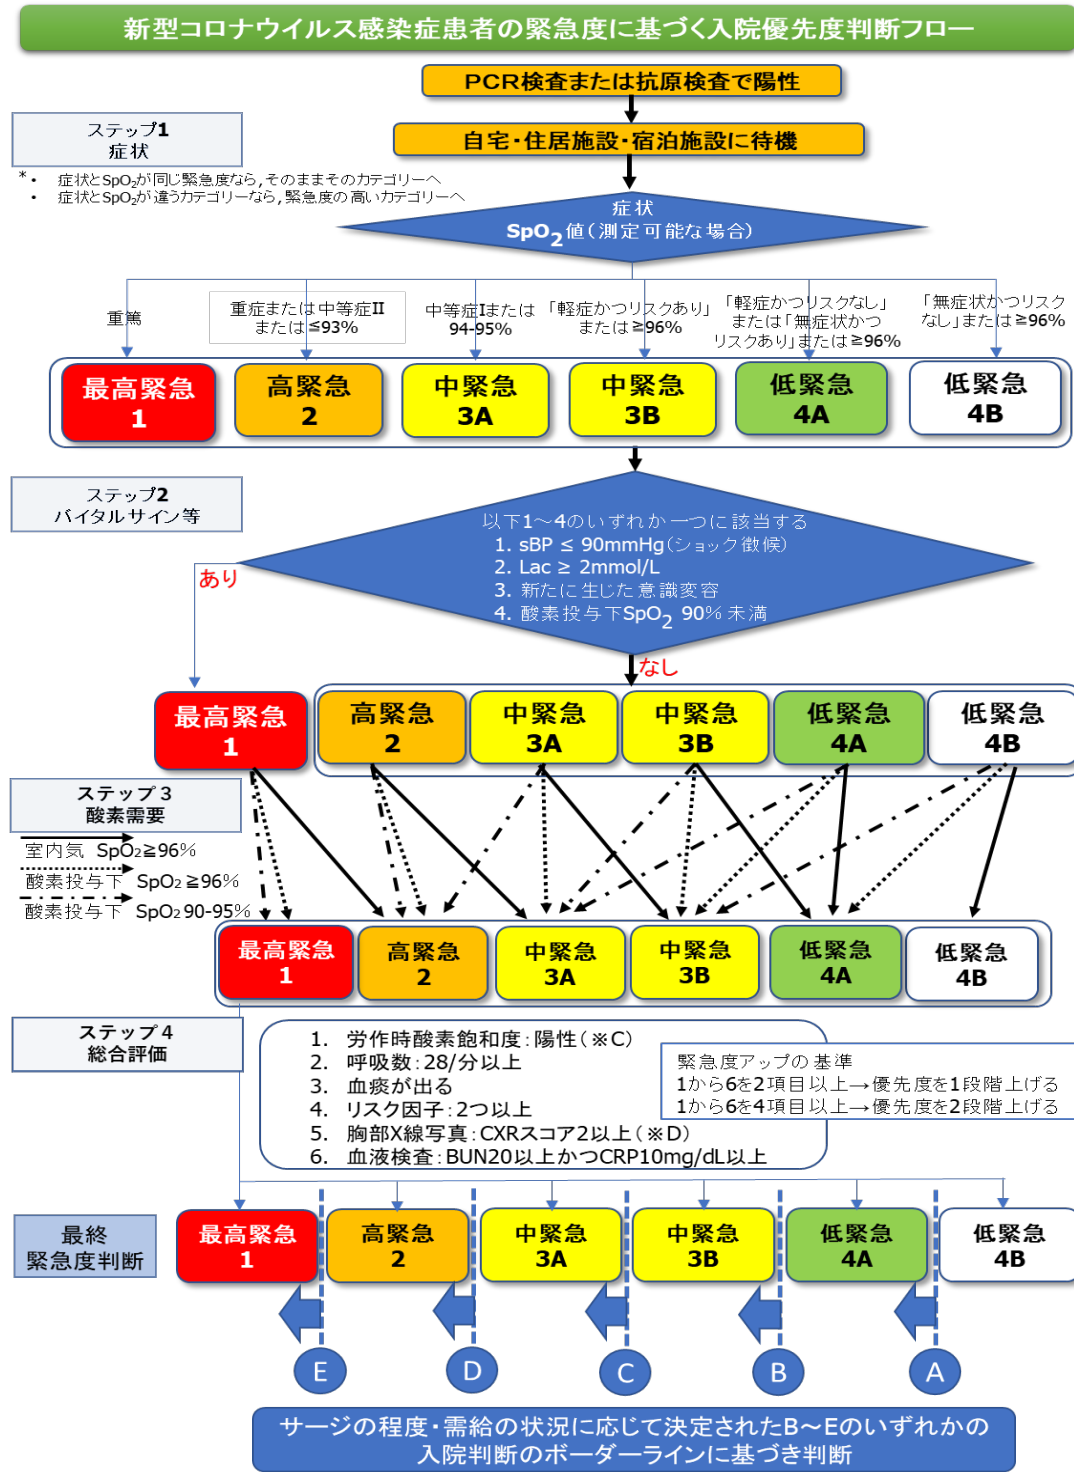 新型コロナウイルス感染症患者の緊急度に基づく入院優先度判断フロー
PCR検査または抗原検査で陽性
自宅・住居施設・宿泊施設に待機
ステップ1
症状
*・ 症状とSpO2が同じ緊急度なら,そのままそのカテゴリーへ
・ 症状とSpO2が違うカテゴリーなら,緊急度の高いカテゴリーへ
症状
SpO2値(測定可能な場合)
重篤
重症または中等症II
または≦93%
中等症Iまたは
94-95%
「軽症かつリスクあり」
または≧96%
「軽症かつリスクなし」
または「無症状かつ
リスクあり」または≧96%
「無症状かつリスク
なし」または≧96%
最高緊急
1
高緊急
2
中緊急
3A
中緊急
3B
低緊急
4A
低緊急
4B
ステップ2
バイタルサイン等
以下1~4のいずれか一つに該当する
1. sBP ≤ 90mmHg(ショック徴候)
2. Lac ≥ 2mmol/L
3. 新たに生じた意識変容
4. 酸素投与下SpO2 90%未満
あり
なし
最高緊急
1
高緊急
2
中緊急
3A
中緊急
3B
低緊急
4A
低緊急
4B
ステップ3
酸素需要
室内気 SpO2≧96%
酸素投与下 SpO2≧96%
酸素投与下 SpO2 90-95%
最高緊急
1
高緊急
2
中緊急
3A
中緊急
3B
低緊急
4A
低緊急
4B
ステップ4
総合評価
1. 労作時酸素飽和度:陽性(※C)
2. 呼吸数:28/分以上
3. 血痰が出る
4. リスク因子:2つ以上
5. 胸部X線写真:CXRスコア2以上(※D)
6. 血液検査:BUN20以上かつCRP10mg/dL以上
緊急度アップの基準
1から6を2項目以上→優先度を1段階上げる
1から6を4項目以上→優先度を2段階上げる
最終
緊急度判断
最高緊急
1
高緊急
2
中緊急
3A
中緊急
3B
低緊急
4A
低緊急
4B
E
D
C
B
A
サージの程度・需給の状況に応じて決定されたB~Eのいずれかの
入院判断のボーダーラインに基づき判断